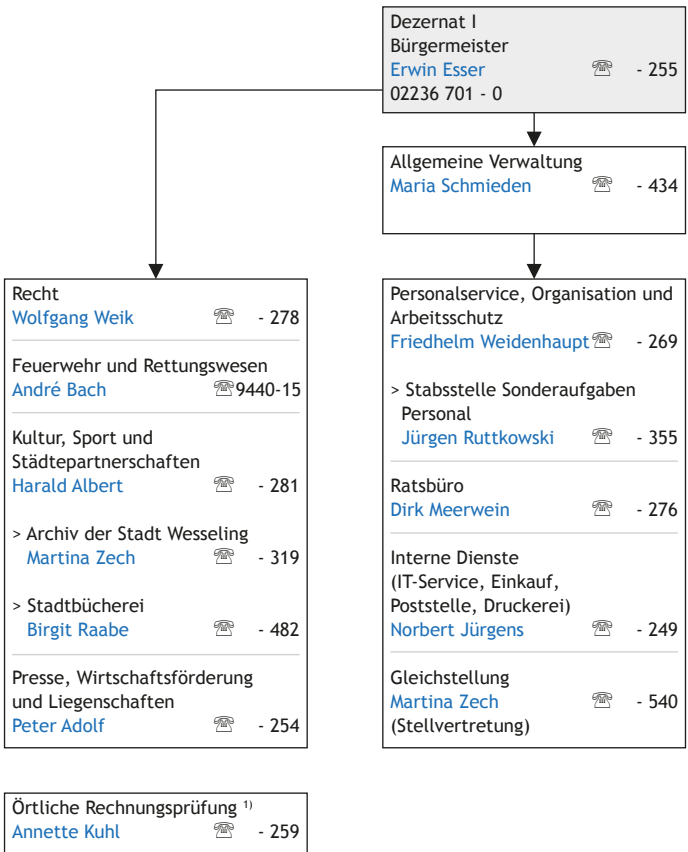 Dezernat I
Bürgermeister
Erwin Esser ☏ - 255
02236 701 - 0
Allgemeine Verwaltung
Maria Schmieden ☏ - 434
Recht
Wolfgang Weik ☏ - 278
Feuerwehr und Rettungswesen
André Bach ☏9440-15
Kultur, Sport und
Städtepartnerschaften
Harald Albert ☏ - 281
> Archiv der Stadt Wesseling
Martina Zech ☏ - 319
> Stadtbücherei
Birgit Raabe ☏ - 482
Presse, Wirtschaftsförderung
und Liegenschaften
Peter Adolf ☏ - 254
Personalservice, Organisation und
Arbeitsschutz
Friedhelm Weidenhaupt ☏ - 269
> Stabsstelle Sonderaufgaben
Personal
Jürgen Ruttkowski ☏ - 355
Ratsbüro
Dirk Meerwein ☏ - 276
Interne Dienste
(IT-Service, Einkauf,
Poststelle, Druckerei)
Norbert Jürgens ☏ - 249
Gleichstellung
Martina Zech ☏ - 540
(Stellvertretung)
Örtliche Rechnungsprüfung 1)
Annette Kuhl ☏ - 259